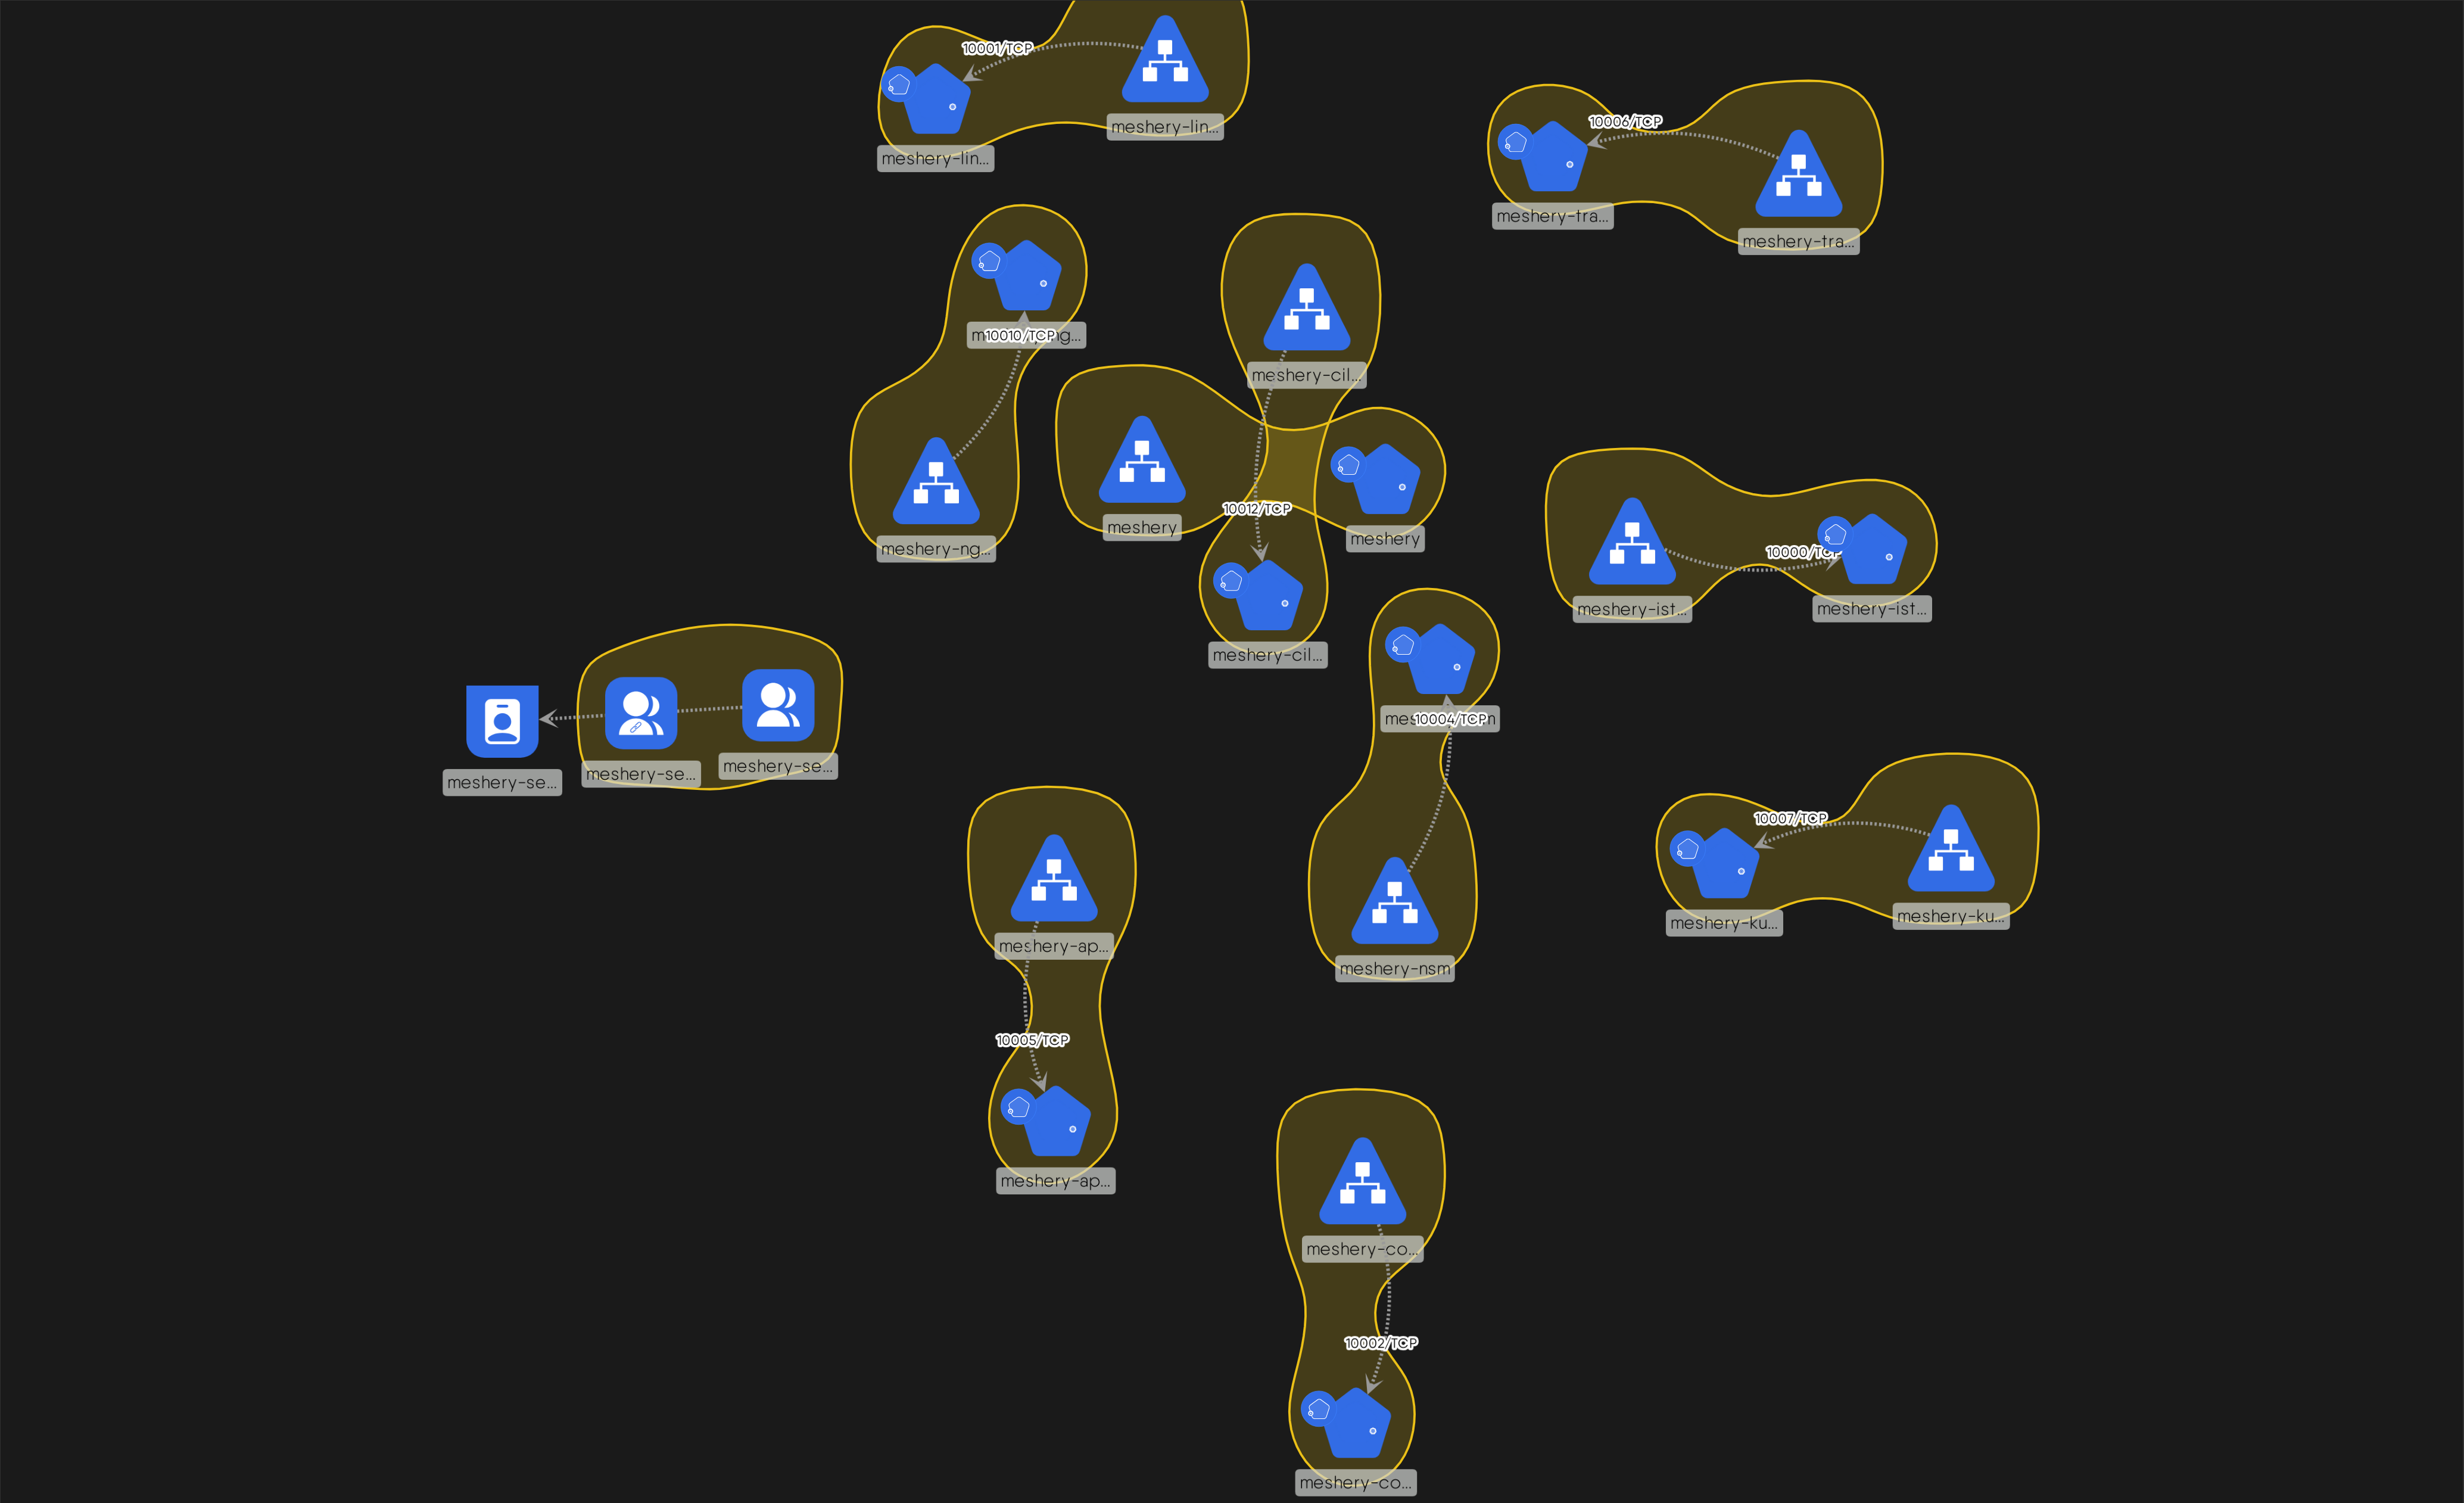 10001/TCP
meshery-lin...
meshery-lin...
10006/TCP
meshery-tra...
meshery-tra...
10010/TCP
meshery-ng...
meshery-cil...
meshery
meshery
10012/TCP
meshery-cil...
10000/TCP
meshery-ist...
meshery-ist...
meshery-se...
meshery-se...
meshery-se...
10004/TCP
meshery-nsm
10007/TCP
meshery-ku...
meshery-ku...
meshery-ap...
10005/TCP
meshery-ap...
meshery-co...
10002/TCP
meshery-co...